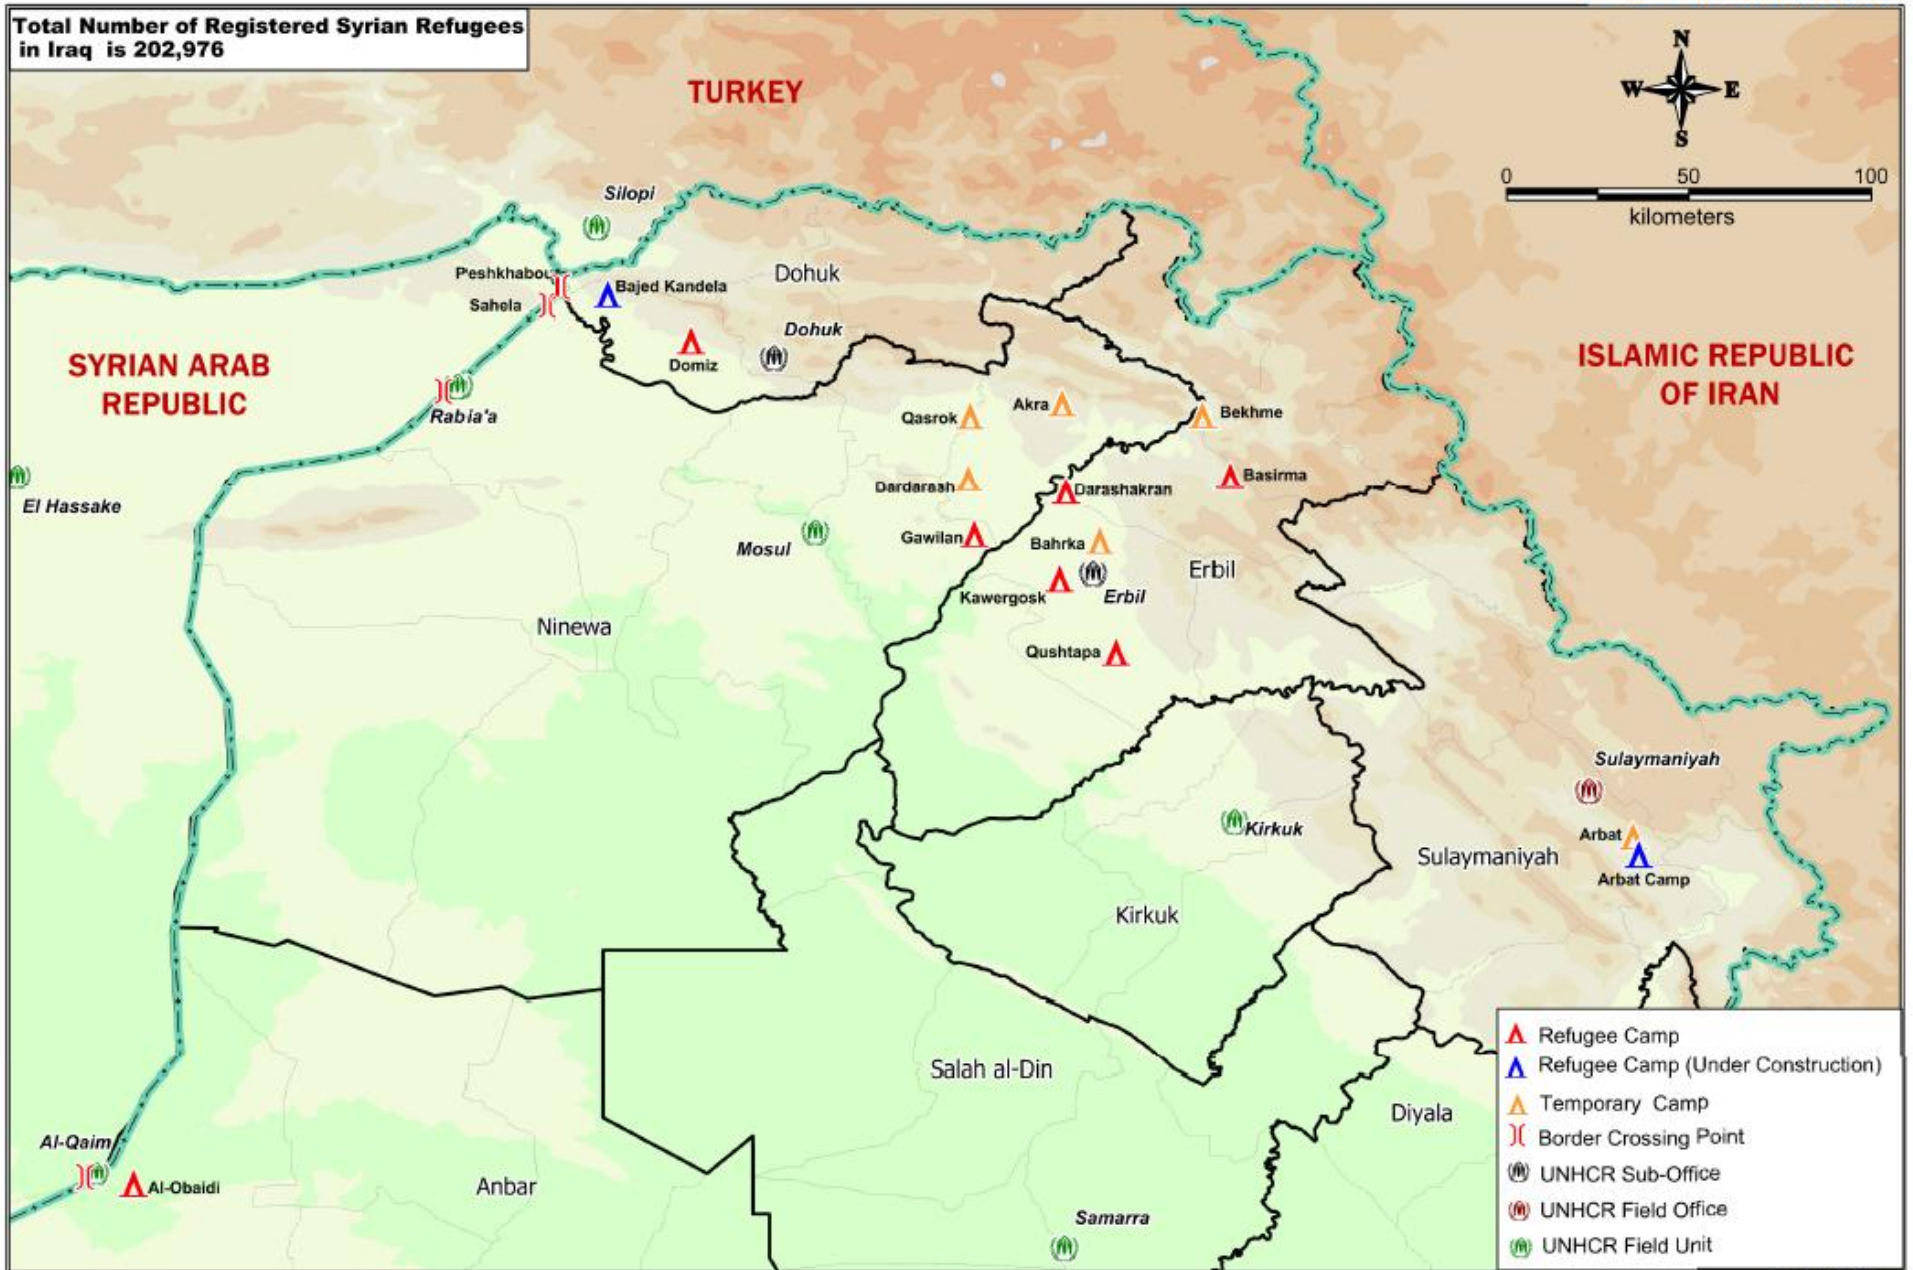 Total Number of Registered Syrian Refugees
in Iraq is 202,976
TURKEY
N
W E
S
0 50 100
kilometers
Silopi
Peshkhabou
Sahela
Bajed Kandela
Dohuk
Dohuk
Domiz
SYRIAN ARAB
REPUBLIC
ISLAMIC REPUBLIC
OF IRAN
Rabia'a
Qasrok
Akra
Bekhme
El Hassake
Dardaraah
Darashakran
Basirma
Mosul
Gawilan
Bahrka
Erbil
Kawergosk
Erbil
Ninewa
Qushtapa
Sulaymaniyah
Kirkuk
Arbat
Sulaymaniyah
Arbat Camp
Kirkuk
Salah al-Din
Diyala
Al-Qaim
Al-Obaidi
Anbar
Samarra
Refugee Camp
Refugee Camp (Under Construction)
Temporary Camp
Border Crossing Point
UNHCR Sub-Office
UNHCR Field Office
UNHCR Field Unit